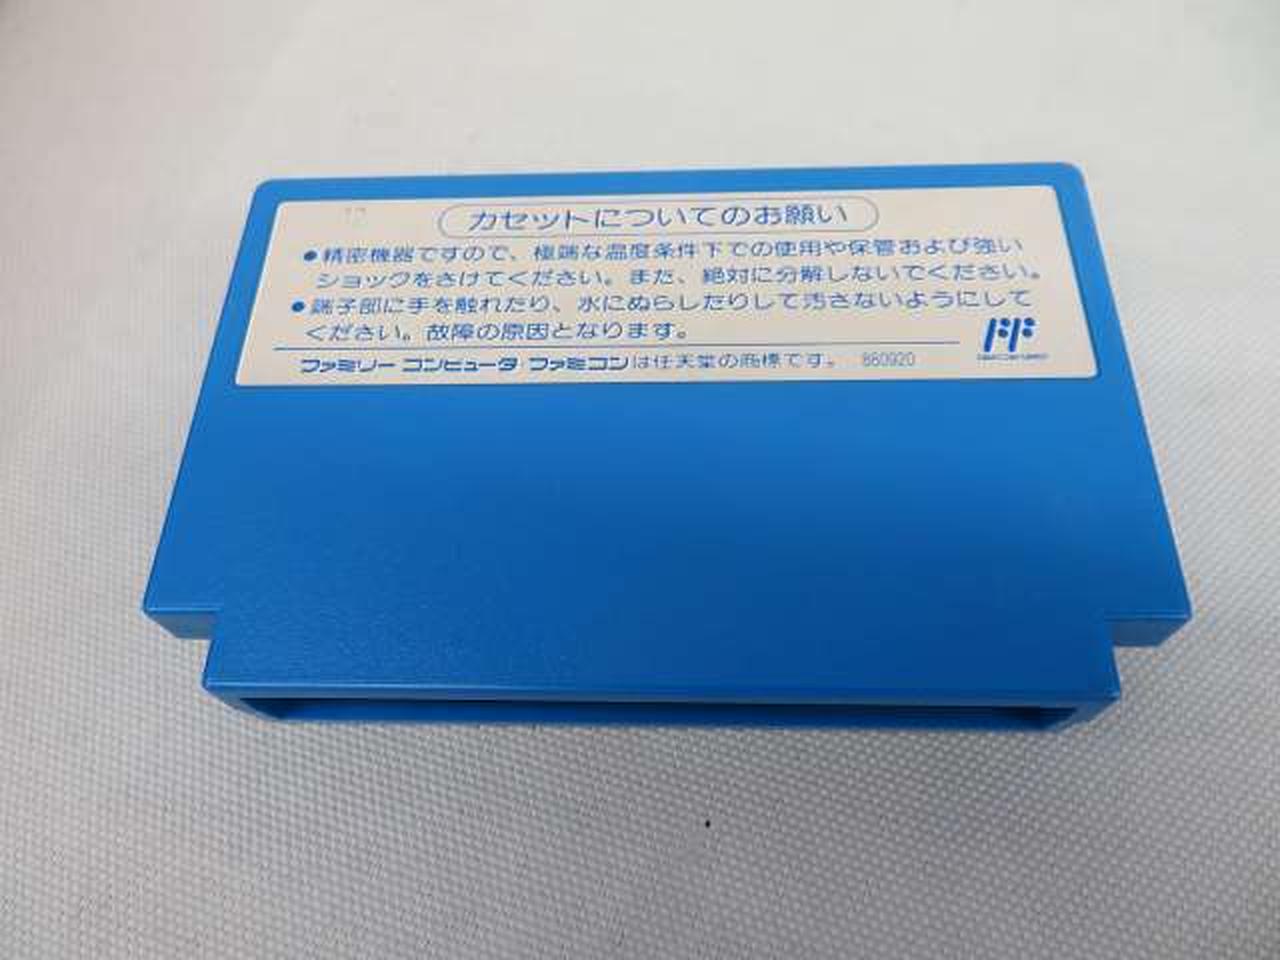 カセットについてのお願い
●精密機器ですので、極端な温度条件下での使用や保管および強い
ショックをさけてください。また、絶対に分解しないでください。
●端子部に手を触れたり、水にぬらしたりして汚さないようにして
ください。故障の原因となります。
ファミリーコンピュータ ファミコンは任天堂の商標です。 860920